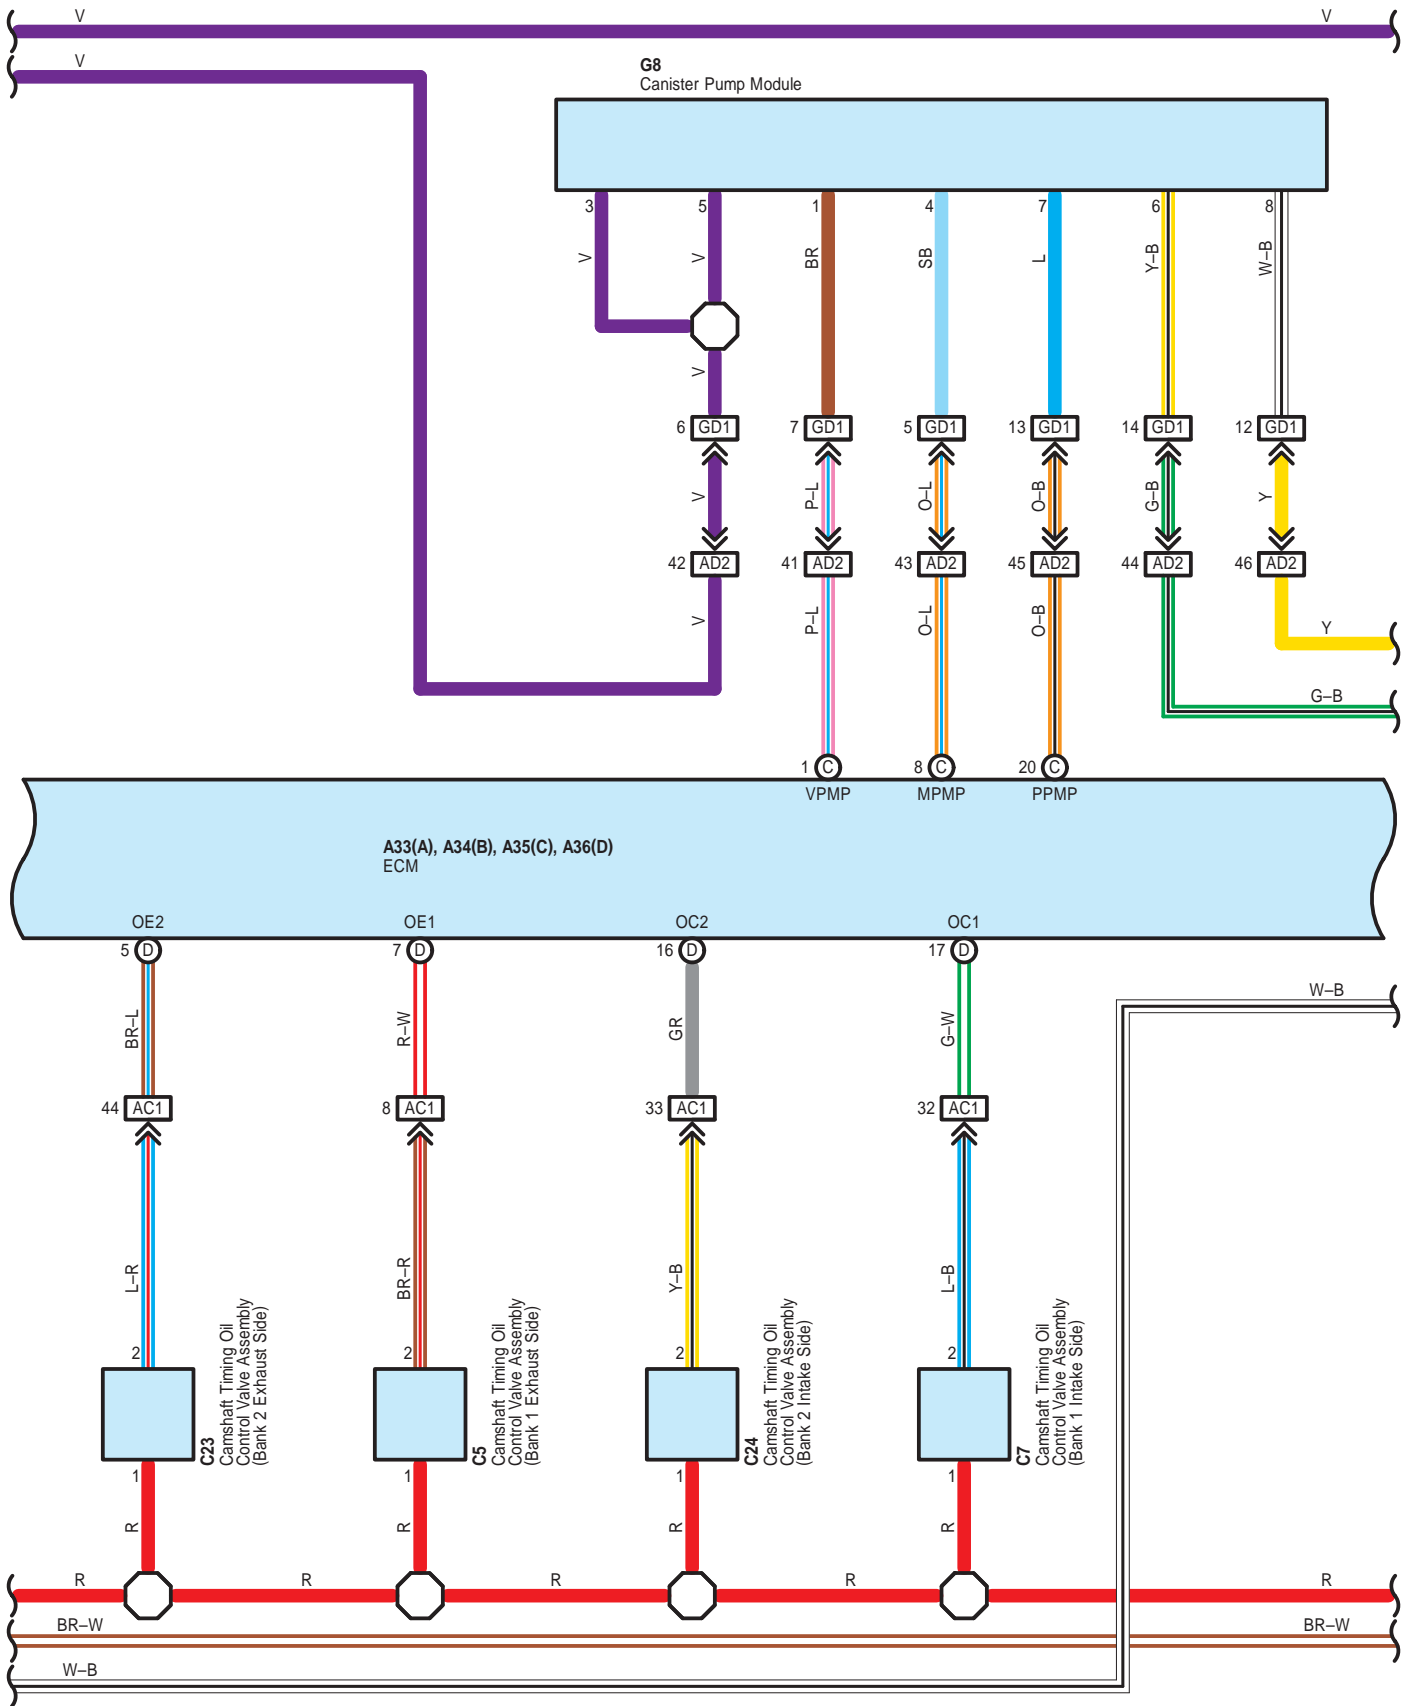 V V
V
G8
Canister Pump Module
3 5 1 4 7 6 8
V V BR SB L Y–B W–B
V
6 GD1 7 GD1 5 GD1 13 GD1 14 GD1 12 GD1
V P–L O–L O–B G–B Y
42 AD2 41 AD2 43 AD2 45 AD2 44 AD2 46 AD2
V P–L O–L O–B Y
G–B
1 C 8 C 20 C
VPMP MPMP PPMP
A33(A), A34(B), A35(C), A36(D)
ECM
OE2 OE1 OC2 OC1
5 D 7 D 16 D 17 D
W–B
BR–L R–W GR G–W
44 AC1 8 AC1 33 AC1 32 AC1
L–R BR–R Y–B L–B
2 2 2 2
C23
Camshaft Timing Oil
Control Valve Assembly
(Bank 2 Exhaust Side)
C5
Camshaft Timing Oil
Control Valve Assembly
(Bank 1 Exhaust Side)
C24
Camshaft Timing Oil
Control Valve Assembly
(Bank 2 Intake Side)
C7
Camshaft Timing Oil
Control Valve Assembly
(Bank 1 Intake Side)
1 1 1 1
R R R R
R R R R R
BR–W BR–W
W–B